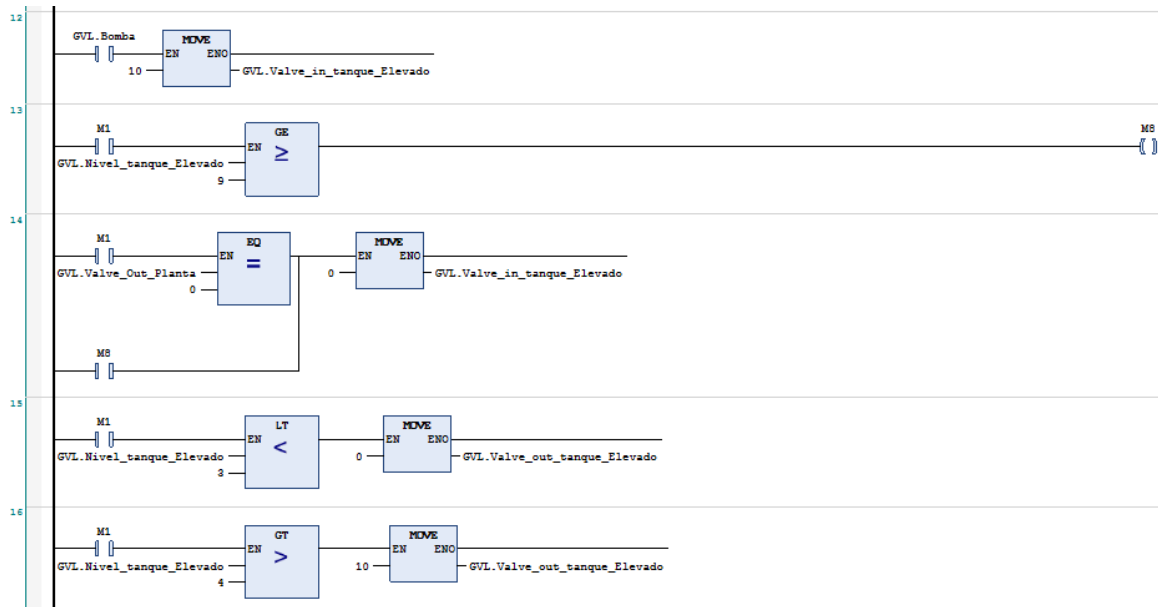 12
GVL.Bomba
MOVE
EN ENO
10 GVL.Valve_in_tanque_Elevado
13
M1 M8
GE
EN ≥
GVL.Nivel_tanque_Elevado
9
14
M1
EQ MOVE
EN = EN ENO
GVL.Valve_Out_Planta 0 GVL.Valve_in_tanque_Elevado
0
M8
15
M1
LT MOVE
EN < EN ENO
GVL.Nivel_tanque_Elevado 0 GVL.Valve_out_tanque_Elevado
3
16
M1
GT MOVE
EN > EN ENO
GVL.Nivel_tanque_Elevado 10 GVL.Valve_out_tanque_Elevado
4